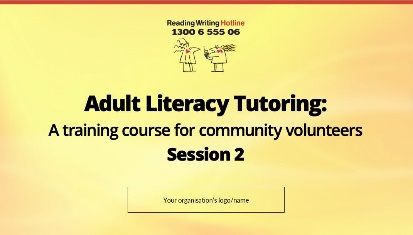 Reading Writing Hotline
1300 6 555 06
Adult Literacy Tutoring:
A training course for community volunteers
Session 2
Your organisation's logo/name